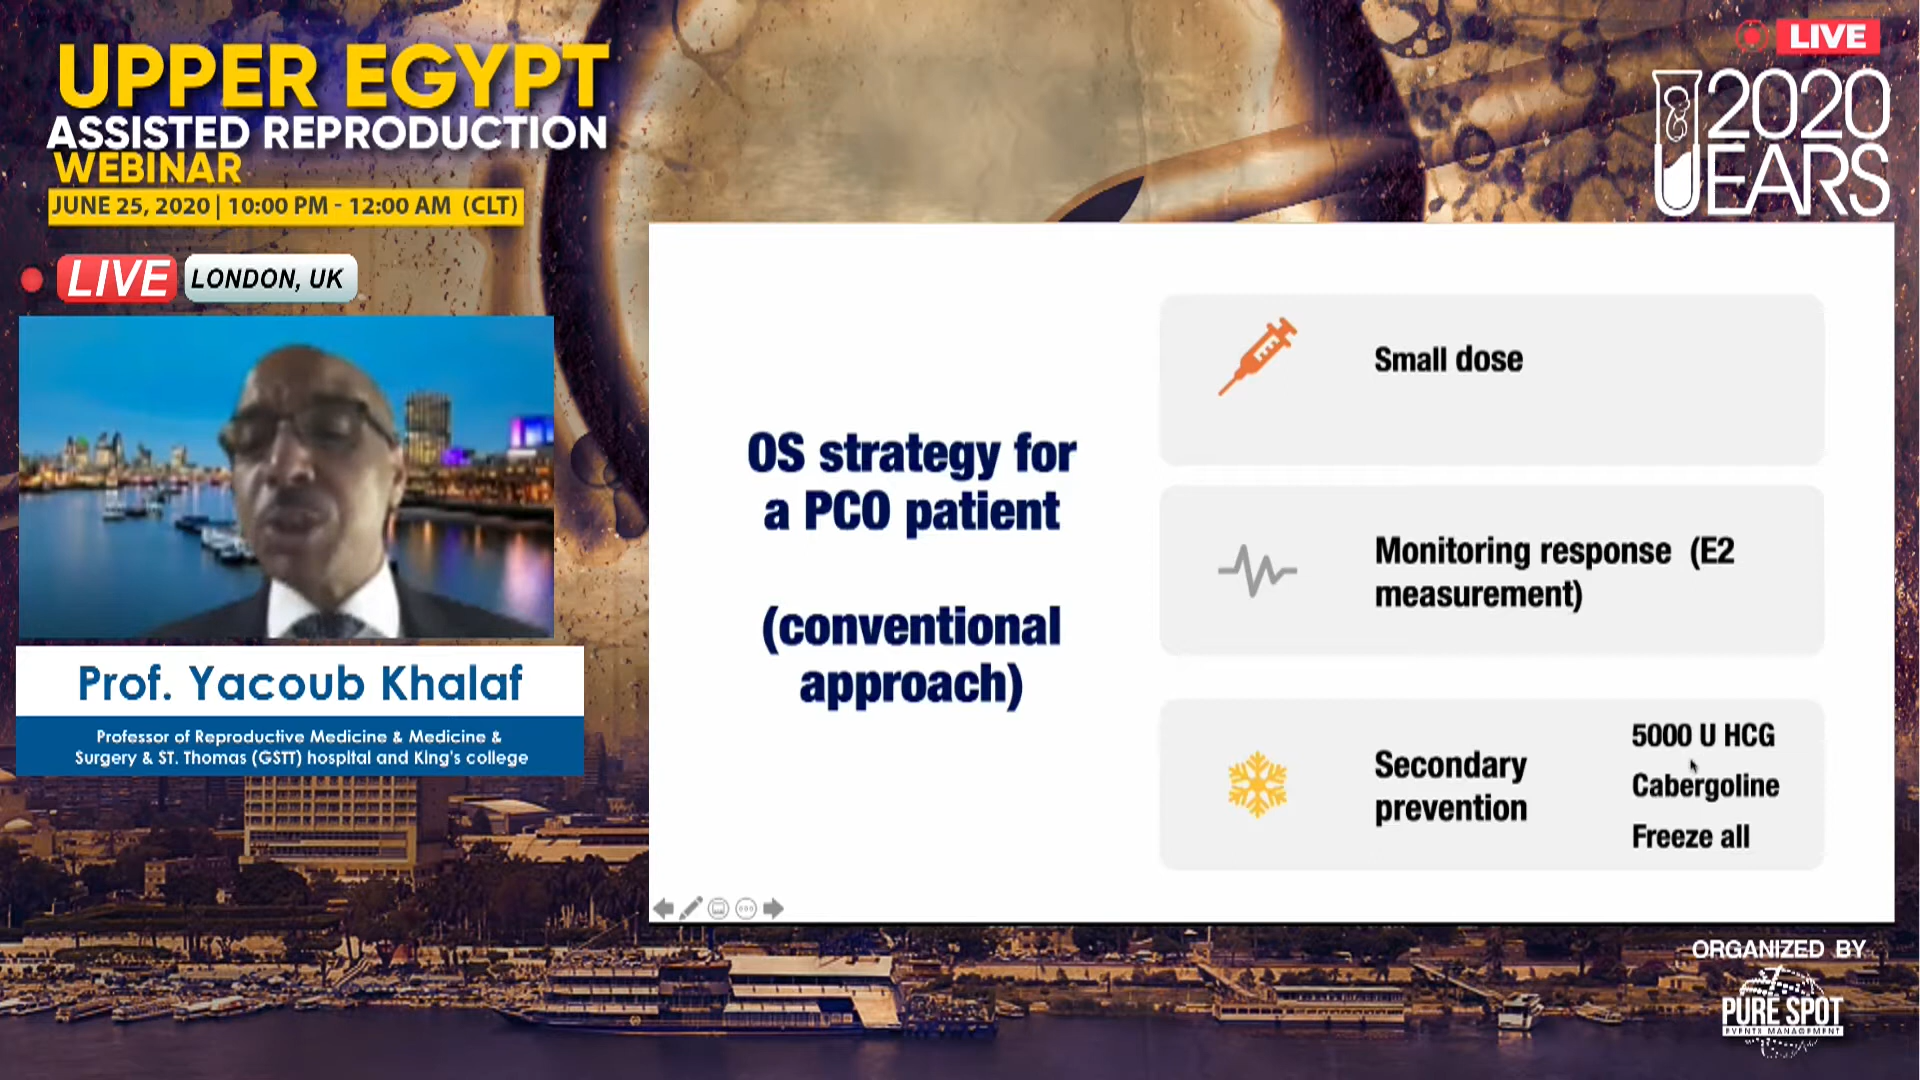 UPPER EGYPT
ASSISTED REPRODUCTION
WEBINAR
JUNE 25, 2020 | 10:00 PM - 12:00 AM (CLT)
LIVE
LONDON, UK
Prof. Yacoub Khalaf
Professor of Reproductive Medicine & Medicine &
Surgery & ST. Thomas (GSTT) hospital and King's college
LIVE
2020
UEARS
OS strategy for
a PCO patient
(conventional
approach)
Small dose
Monitoring response (E2
measurement)
Secondary
prevention
5000 U HCG
Cabergoline
Freeze all
ORGANIZED BY
PURE SPOT
EVENTS MANAGEMENT